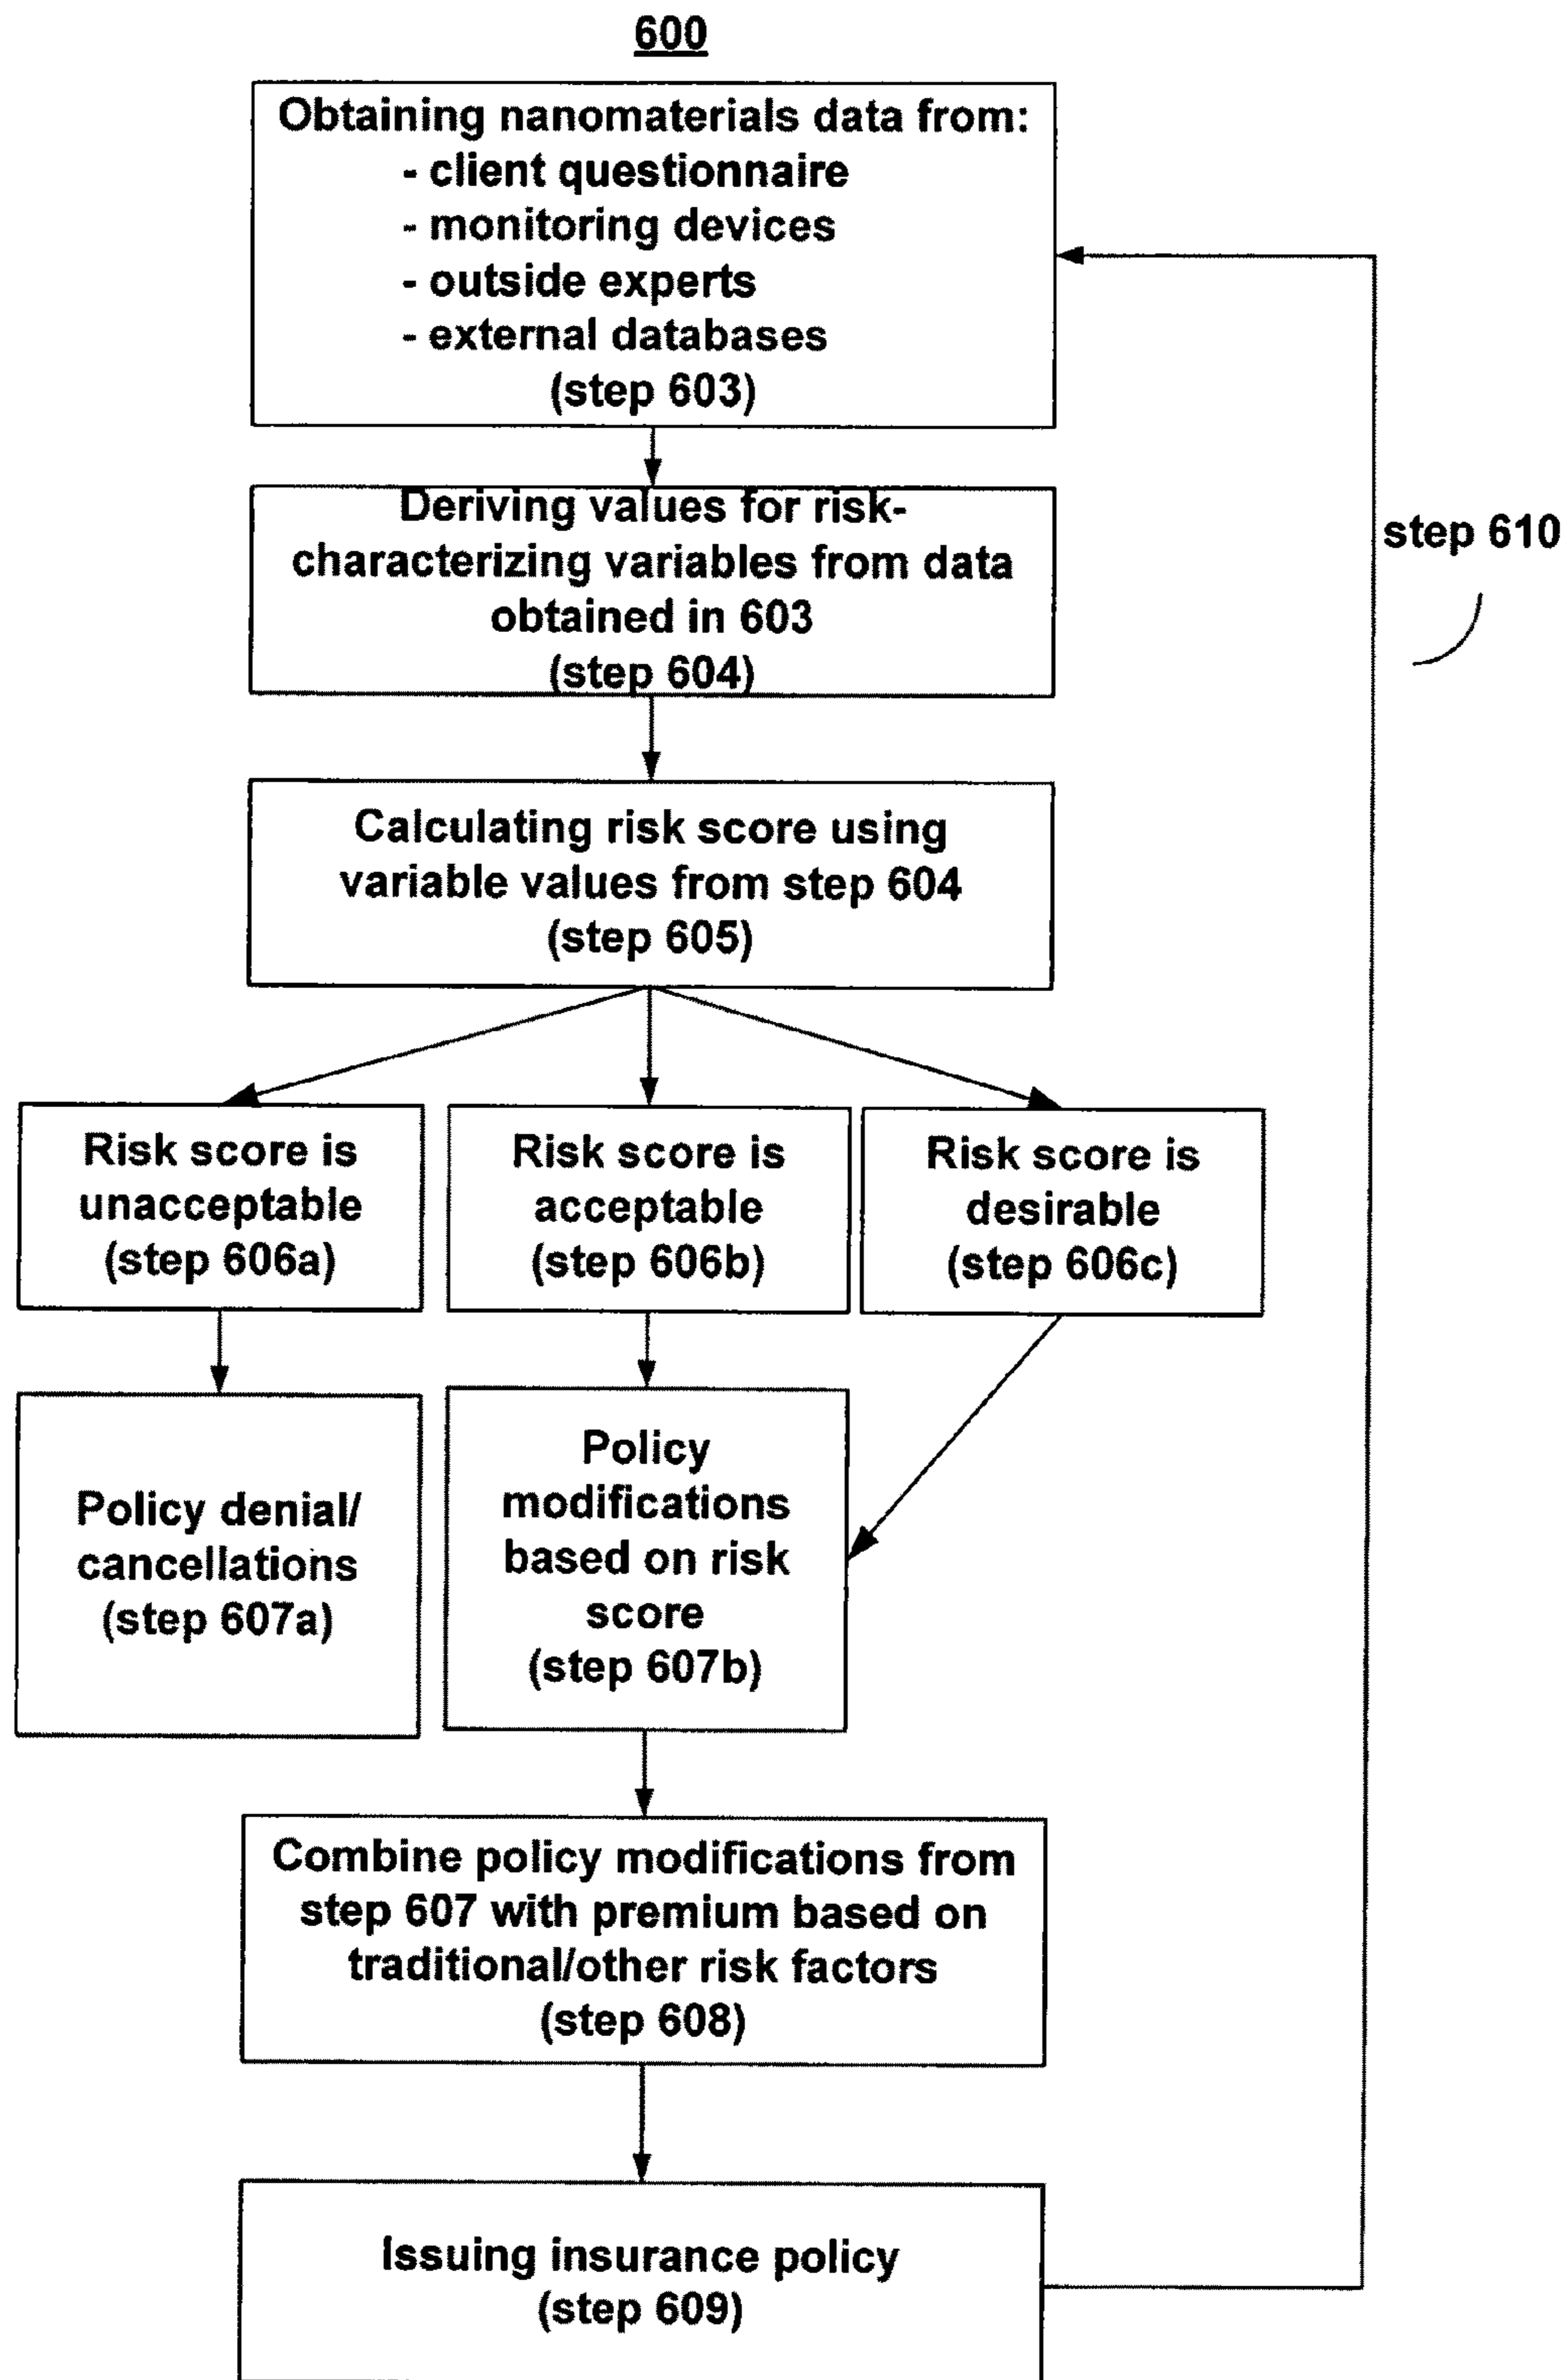 600
Obtaining nanomaterials data from:
- client questionnaire
- monitoring devices
- outside experts
- external databases
(step 603)
Deriving values for risk-
characterizing variables from data
obtained in 603
(step 604)
step 610
Calculating risk score using
variable values from step 604
(step 605)
Risk score is
unacceptable
(step 606a)
Risk score is
acceptable
(step 606b)
Risk score is
desirable
(step 606c)
Policy denial/
cancellations
(step 607a)
Policy
modifications
based on risk
score
(step 607b)
Combine policy modifications from
step 607 with premium based on
traditional/other risk factors
(step 608)
Issuing insurance policy
(step 609)